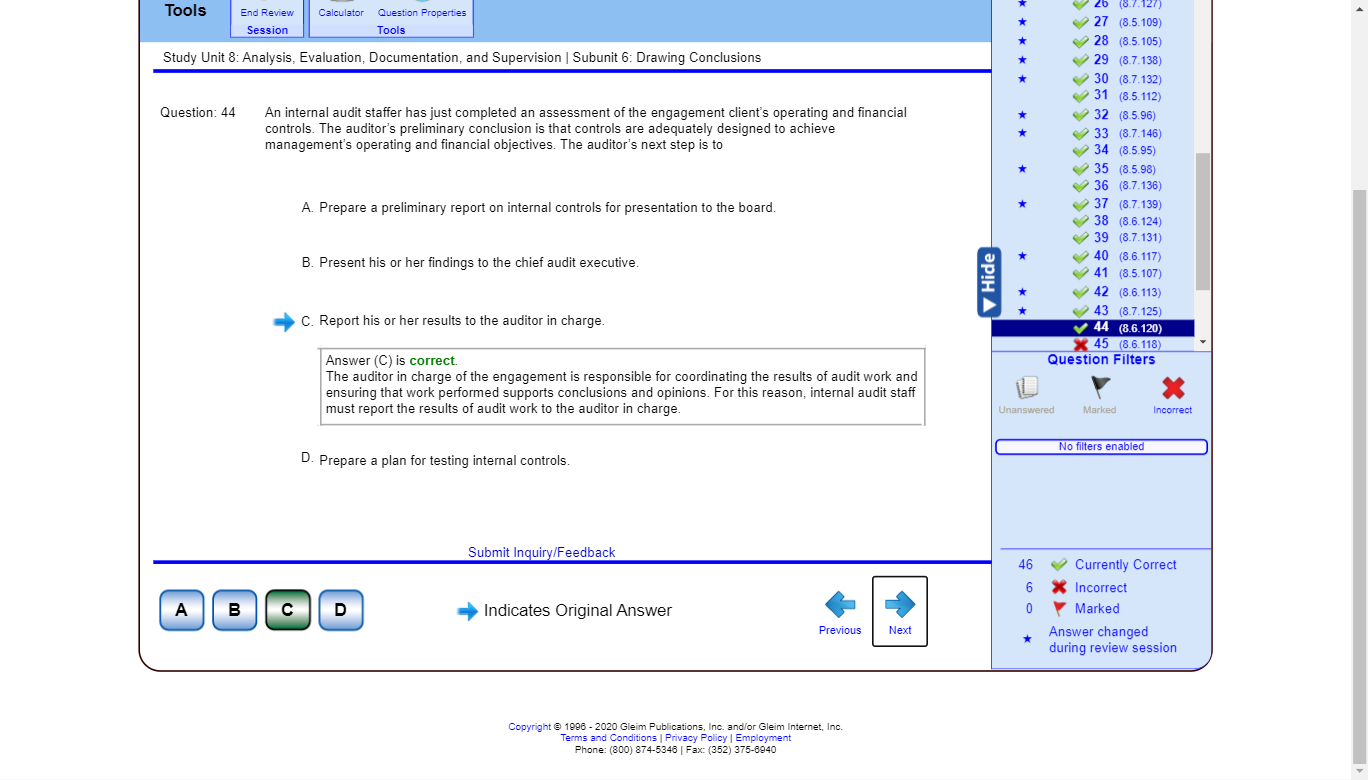 Tools
End Review
Session
Calculator Question Properties
Tools
Study Unit 8: Analysis, Evaluation, Documentation, and Supervision | Subunit 6: Drawing Conclusions
Question: 44
An internal audit staffer has just completed an assessment of the engagement client's operating and financial
controls. The auditor's preliminary conclusion is that controls are adequately designed to achieve
management's operating and financial objectives. The auditor's next step is to
A. Prepare a preliminary report on internal controls for presentation to the board.
B. Present his or her findings to the chief audit executive.
C. Report his or her results to the auditor in charge.
Answer (C) is correct.
The auditor in charge of the engagement is responsible for coordinating the results of audit work and
ensuring that work performed supports conclusions and opinions. For this reason, internal audit staff
must report the results of audit work to the auditor in charge.
D. Prepare a plan for testing internal controls.
Submit Inquiry/Feedback
A B C D
Indicates Original Answer
Previous
Next
Hide
26 (8.7.127)
27 (8.5.109)
28 (8.5.105)
29 (8.7.138)
30 (8.7.132)
31 (8.5.112)
32 (8.5.96)
33 (8.7.146)
34 (8.5.95)
35 (8.5.98)
36 (8.7.136)
37 (8.7.139)
38 (8.6.124)
39 (8.7.131)
40 (8.6.117)
41 (8.5.107)
42 (8.6.113)
43 (8.7.125)
44 (8.6.120)
45 (8.6.118)
Question Filters
Unanswered Marked Incorrect
No filters enabled
46 Currently Correct
6 Incorrect
0 Marked
Answer changed
during review session
Copyright © 1996 - 2020 Gleim Publications, Inc. and/or Gleim Internet, Inc.
Terms and Conditions | Privacy Policy | Employment
Phone: (800) 874-5346 | Fax: (352) 375-6940